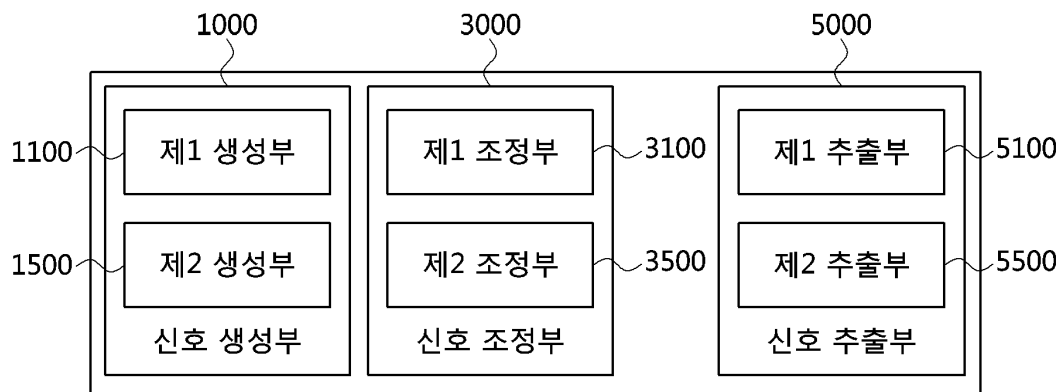 1000 3000 5000
1100 제1 생성부 제1 조정부 3100 제1 추출부 5100
1500 제2 생성부 제2 조정부 3500 제2 추출부 5500
신호 생성부 신호 조정부 신호 추출부